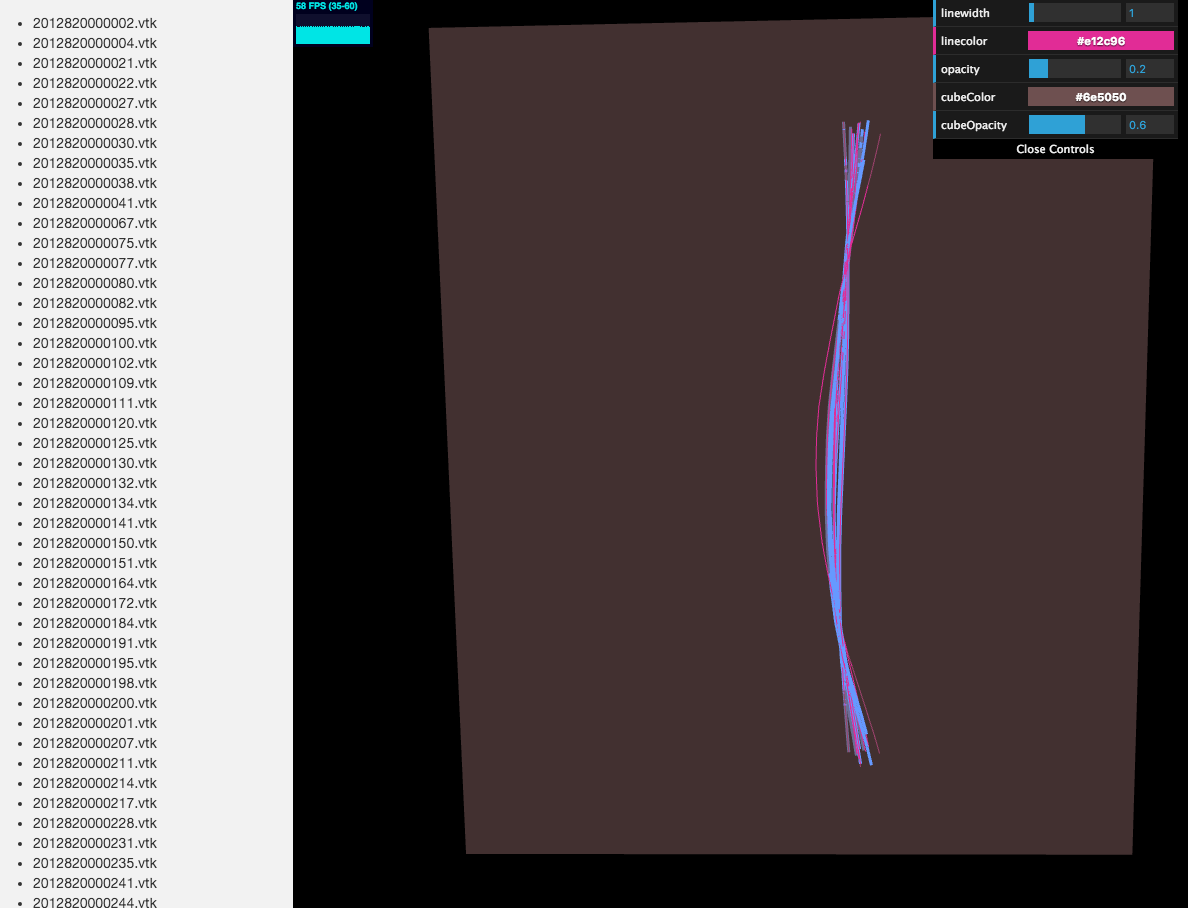 2012820000002.vtk
2012820000004.vtk
2012820000021.vtk
2012820000022.vtk
2012820000027.vtk
2012820000028.vtk
2012820000030.vtk
2012820000035.vtk
2012820000038.vtk
2012820000041.vtk
2012820000067.vtk
2012820000075.vtk
2012820000077.vtk
2012820000080.vtk
2012820000082.vtk
2012820000095.vtk
2012820000100.vtk
2012820000102.vtk
2012820000109.vtk
2012820000111.vtk
2012820000120.vtk
2012820000125.vtk
2012820000130.vtk
2012820000132.vtk
2012820000134.vtk
2012820000141.vtk
2012820000150.vtk
2012820000151.vtk
2012820000164.vtk
2012820000172.vtk
2012820000184.vtk
2012820000191.vtk
2012820000195.vtk
2012820000198.vtk
2012820000200.vtk
2012820000201.vtk
2012820000207.vtk
2012820000211.vtk
2012820000214.vtk
2012820000217.vtk
2012820000228.vtk
2012820000231.vtk
2012820000235.vtk
2012820000241.vtk
2012820000244.vtk
58 FPS (35-60)
linewidth 1
linecolor #e12c96
opacity 0.2
cubeColor #6e5050
cubeOpacity 0.6
Close Controls